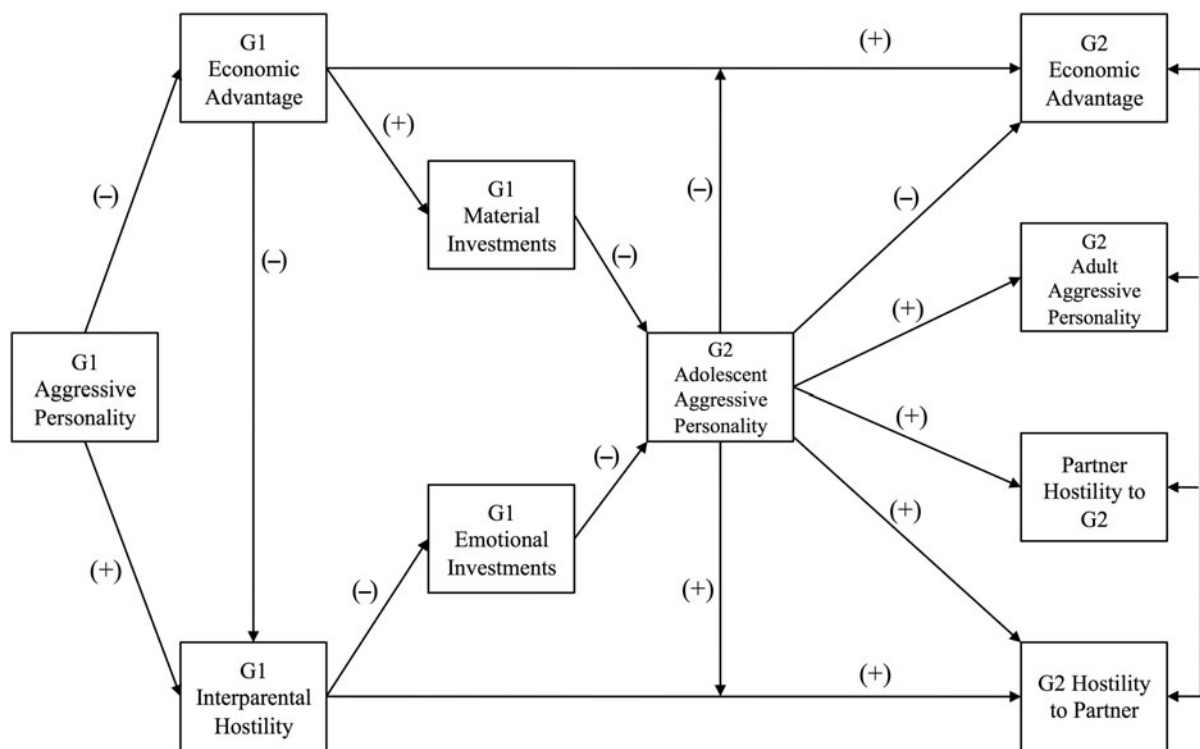 G1
Economic
Advantage
(+)
G2
Economic
Advantage
(+)
(–)
G1
Material
Investments
(–)
(–)
(–)
(–)
G2
Adult
Aggressive
Personality
(+)
G1
Aggressive
Personality
G2
Adolescent
Aggressive
Personality
(+)
Partner
Hostility to
G2
(–)
G1
Emotional
Investments
(+)
(+)
(–)
(+)
G1
Interparental
Hostility
(+)
G2 Hostility
to Partner